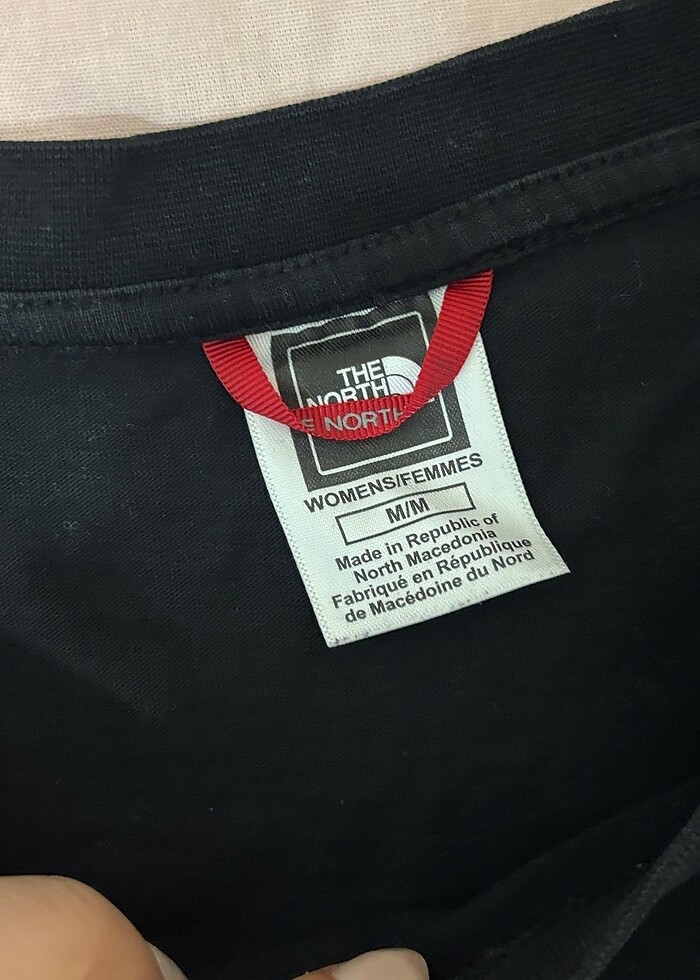 THE
NORTH
E NORTH
WOMENS/FEMMES
M/M
Made in Republic of
North Macedonia
Fabriqué en République
de Macédoine du Nord